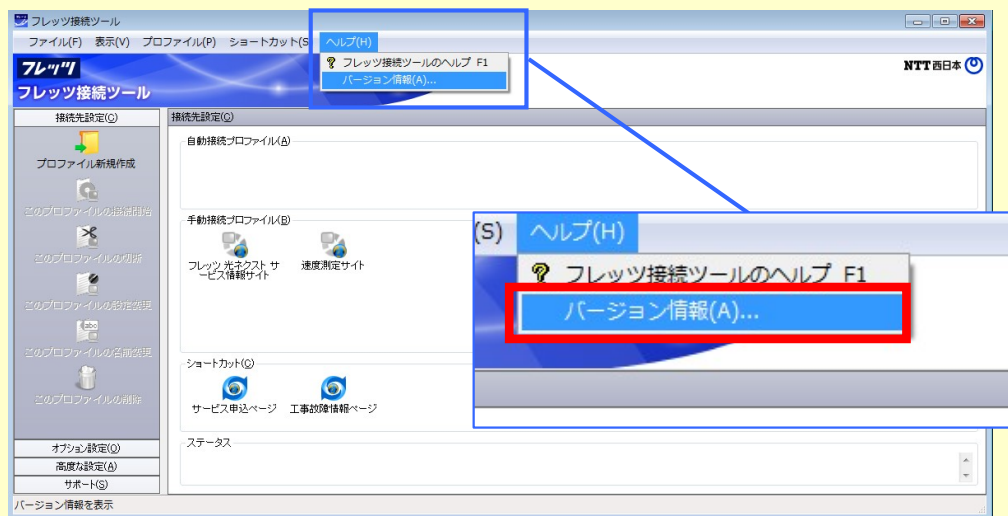 フレッツ接続ツール
ファイル(F) 表示(V) プロファイル(P) ショートカット(S ヘルプ(H)
フレッツ接続ツールのヘルプ F1
バージョン情報(A)...
フレッツ
フレッツ接続ツール
NTT西日本
接続先設定(C)
プロファイル新規作成
このプロファイルの接続開始
このプロファイルの切断
このプロファイルの設定変更
このプロファイルの名前変更
このプロファイルの削除
オプション設定(O)
高度な設定(A)
サポート(S)
接続先設定(C)
自動接続プロファイル(A)
手動接続プロファイル(B)
フレッツ 光ネクスト サ
ービス情報サイト
速度測定サイト
ショートカット(C)
サービス申込ページ
工事故障情報ページ
ステータス
(S) ヘルプ(H)
フレッツ接続ツールのヘルプ F1
バージョン情報(A)...
バージョン情報を表示